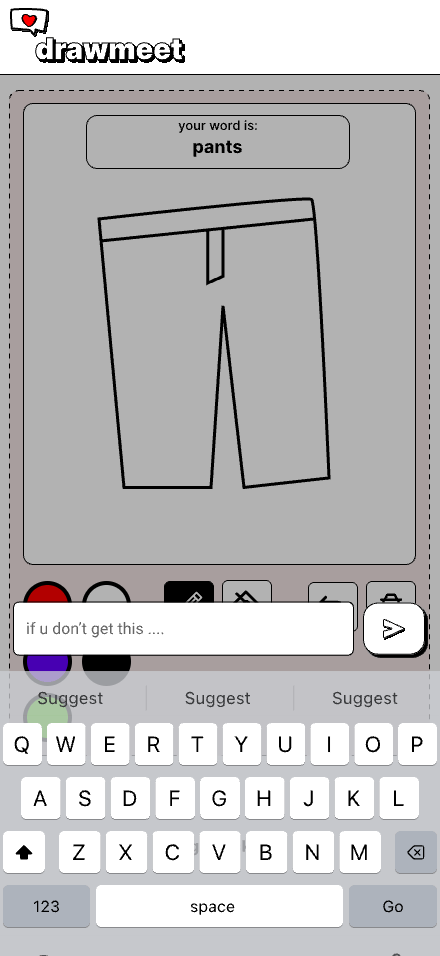 drawmeet
your word is:
pants
if u don't get this ....
Suggest Suggest Suggest
Q W E R T Y U I O P
A S D F G H J K L
Z X C V B N M
123 space Go